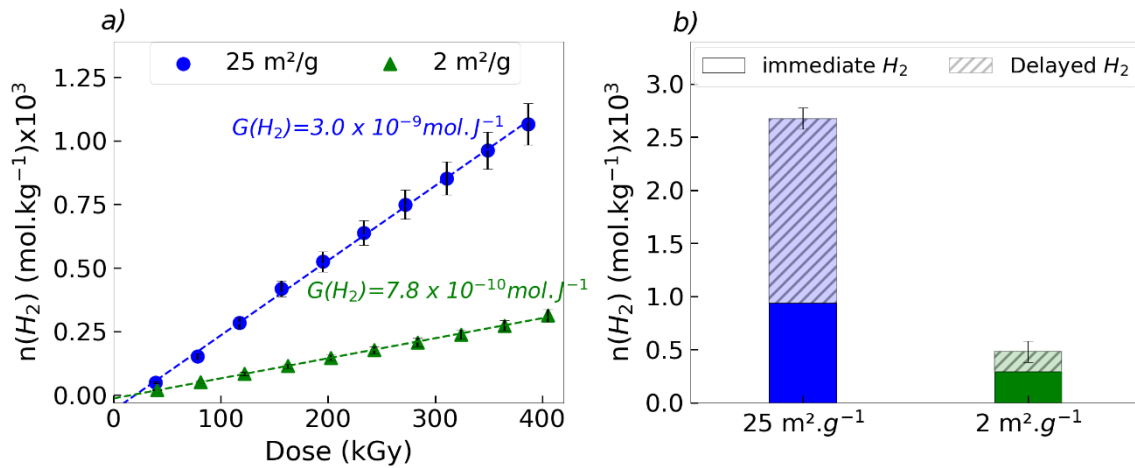 a)
n(H₂) (mol.kg⁻¹)x10³
1.25
1.00
0.75
0.50
0.25
0.00
25 m²/g 2 m²/g
G(H₂)=3.0 x 10⁻⁹mol.J⁻¹
G(H₂)=7.8 x 10⁻¹⁰mol.J⁻¹
0 100 200 300 400
Dose (kGy)
b)
n(H₂) (mol.kg⁻¹)x10³
3.0
2.5
2.0
1.5
1.0
0.5
0.0
immediate H₂ Delayed H₂
25 m².g⁻¹ 2 m².g⁻¹